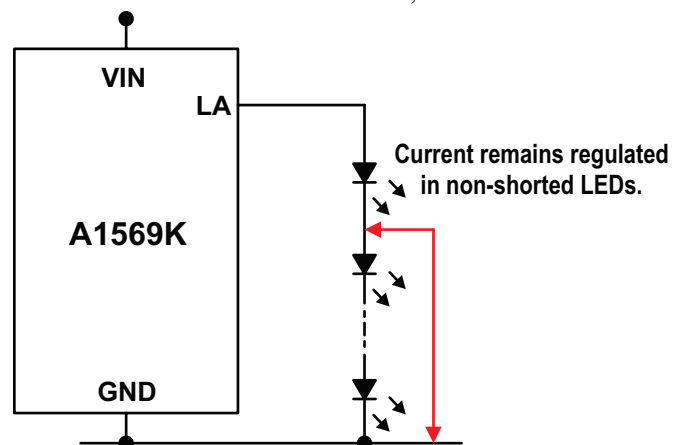 VIN
LA
Current remains regulated
in non-shorted LEDs.
A1569K
GND